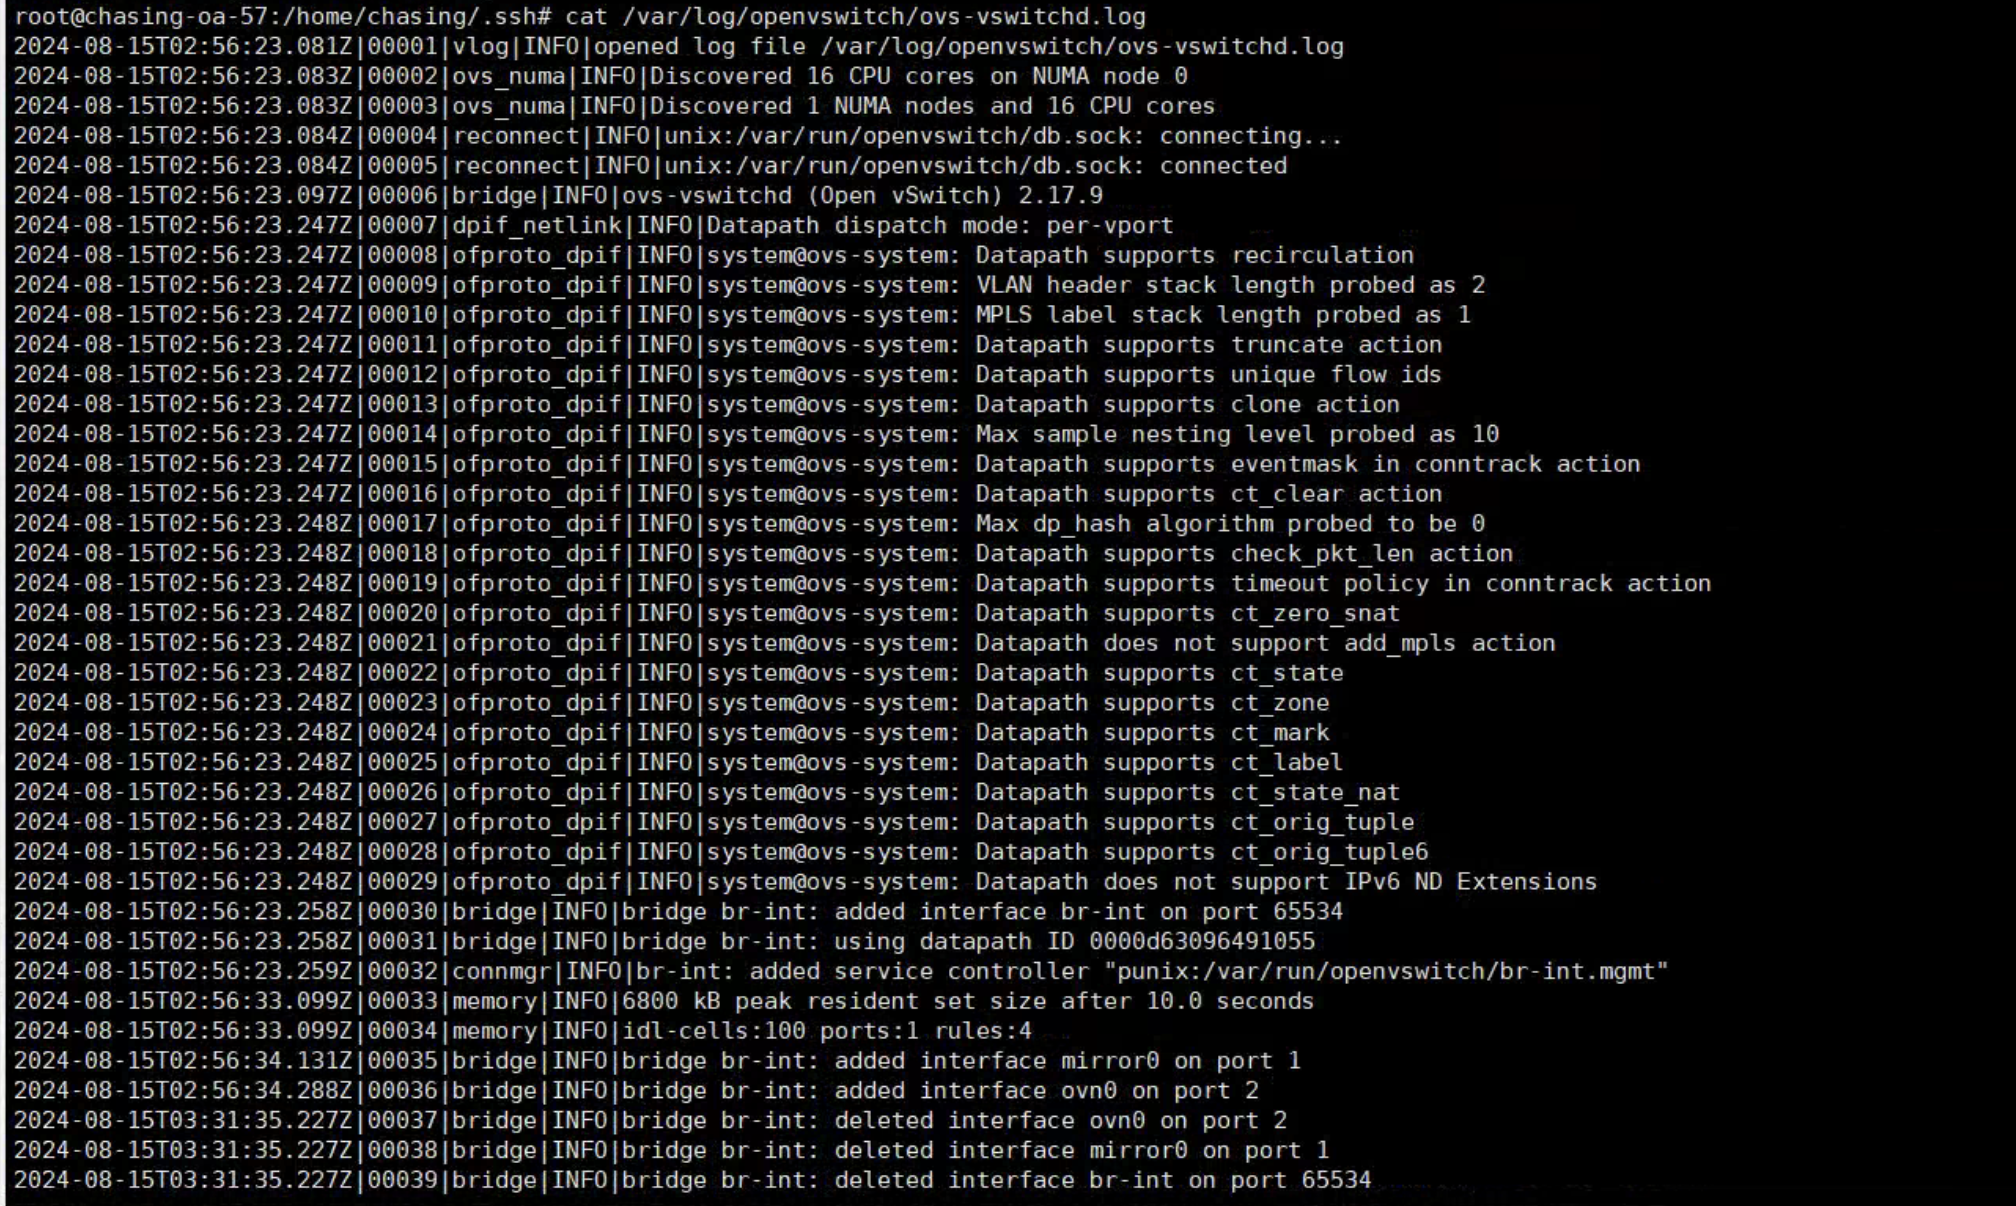 root@chasing-oa-57:/home/chasing/.ssh# cat /var/log/openvswitch/ovs-vswitchd.log
2024-08-15T02:56:23.081Z|00001|vlog|INFO|opened log file /var/log/openvswitch/ovs-vswitchd.log
2024-08-15T02:56:23.083Z|00002|ovs_numa|INFO|Discovered 16 CPU cores on NUMA node 0
2024-08-15T02:56:23.083Z|00003|ovs_numa|INFO|Discovered 1 NUMA nodes and 16 CPU cores
2024-08-15T02:56:23.084Z|00004|reconnect|INFO|unix:/var/run/openvswitch/db.sock: connecting...
2024-08-15T02:56:23.084Z|00005|reconnect|INFO|unix:/var/run/openvswitch/db.sock: connected
2024-08-15T02:56:23.097Z|00006|bridge|INFO|ovs-vswitchd (Open vSwitch) 2.17.9
2024-08-15T02:56:23.247Z|00007|dpif_netlink|INFO|Datapath dispatch mode: per-vport
2024-08-15T02:56:23.247Z|00008|ofproto_dpif|INFO|system@ovs-system: Datapath supports recirculation
2024-08-15T02:56:23.247Z|00009|ofproto_dpif|INFO|system@ovs-system: VLAN header stack length probed as 2
2024-08-15T02:56:23.247Z|00010|ofproto_dpif|INFO|system@ovs-system: MPLS label stack length probed as 1
2024-08-15T02:56:23.247Z|00011|ofproto_dpif|INFO|system@ovs-system: Datapath supports truncate action
2024-08-15T02:56:23.247Z|00012|ofproto_dpif|INFO|system@ovs-system: Datapath supports unique flow ids
2024-08-15T02:56:23.247Z|00013|ofproto_dpif|INFO|system@ovs-system: Datapath supports clone action
2024-08-15T02:56:23.247Z|00014|ofproto_dpif|INFO|system@ovs-system: Max sample nesting level probed as 10
2024-08-15T02:56:23.247Z|00015|ofproto_dpif|INFO|system@ovs-system: Datapath supports eventmask in conntrack action
2024-08-15T02:56:23.247Z|00016|ofproto_dpif|INFO|system@ovs-system: Datapath supports ct_clear action
2024-08-15T02:56:23.248Z|00017|ofproto_dpif|INFO|system@ovs-system: Max dp_hash algorithm probed to be 0
2024-08-15T02:56:23.248Z|00018|ofproto_dpif|INFO|system@ovs-system: Datapath supports check_pkt_len action
2024-08-15T02:56:23.248Z|00019|ofproto_dpif|INFO|system@ovs-system: Datapath supports timeout policy in conntrack action
2024-08-15T02:56:23.248Z|00020|ofproto_dpif|INFO|system@ovs-system: Datapath supports ct_zero_snat
2024-08-15T02:56:23.248Z|00021|ofproto_dpif|INFO|system@ovs-system: Datapath does not support add_mpls action
2024-08-15T02:56:23.248Z|00022|ofproto_dpif|INFO|system@ovs-system: Datapath supports ct_state
2024-08-15T02:56:23.248Z|00023|ofproto_dpif|INFO|system@ovs-system: Datapath supports ct_zone
2024-08-15T02:56:23.248Z|00024|ofproto_dpif|INFO|system@ovs-system: Datapath supports ct_mark
2024-08-15T02:56:23.248Z|00025|ofproto_dpif|INFO|system@ovs-system: Datapath supports ct_label
2024-08-15T02:56:23.248Z|00026|ofproto_dpif|INFO|system@ovs-system: Datapath supports ct_state_nat
2024-08-15T02:56:23.248Z|00027|ofproto_dpif|INFO|system@ovs-system: Datapath supports ct_orig_tuple
2024-08-15T02:56:23.248Z|00028|ofproto_dpif|INFO|system@ovs-system: Datapath supports ct_orig_tuple6
2024-08-15T02:56:23.248Z|00029|ofproto_dpif|INFO|system@ovs-system: Datapath does not support IPv6 ND Extensions
2024-08-15T02:56:23.258Z|00030|bridge|INFO|bridge br-int: added interface br-int on port 65534
2024-08-15T02:56:23.258Z|00031|bridge|INFO|bridge br-int: using datapath ID 0000d63096491055
2024-08-15T02:56:23.259Z|00032|connmgr|INFO|br-int: added service controller "punix:/var/run/openvswitch/br-int.mgmt"
2024-08-15T02:56:33.099Z|00033|memory|INFO|6800 kB peak resident set size after 10.0 seconds
2024-08-15T02:56:33.099Z|00034|memory|INFO|idl-cells:100 ports:1 rules:4
2024-08-15T02:56:34.131Z|00035|bridge|INFO|bridge br-int: added interface mirror0 on port 1
2024-08-15T02:56:34.288Z|00036|bridge|INFO|bridge br-int: added interface ovn0 on port 2
2024-08-15T03:31:35.227Z|00037|bridge|INFO|bridge br-int: deleted interface ovn0 on port 2
2024-08-15T03:31:35.227Z|00038|bridge|INFO|bridge br-int: deleted interface mirror0 on port 1
2024-08-15T03:31:35.227Z|00039|bridge|INFO|bridge br-int: deleted interface br-int on port 65534